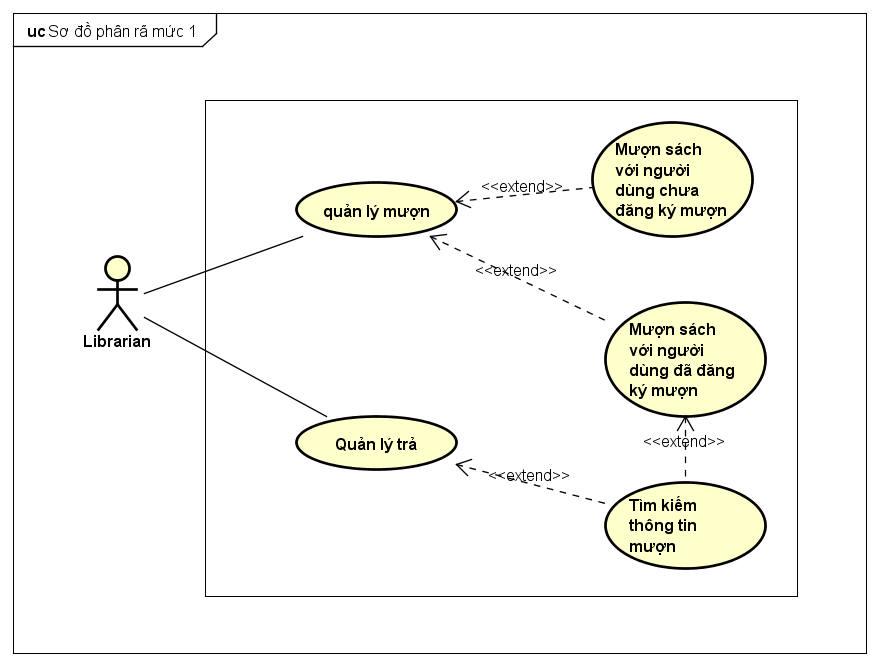 uc Sơ đồ phân rã mức 1
Mượn sách
với người
dùng chưa
đăng ký mượn
<<extend>>
quản lý mượn
<<extend>>
Librarian
Mượn sách
với người
dùng đã đăng
ký mượn
Quản lý trả
<<extend>>
<<extend>>
Tìm kiếm
thông tin
mượn